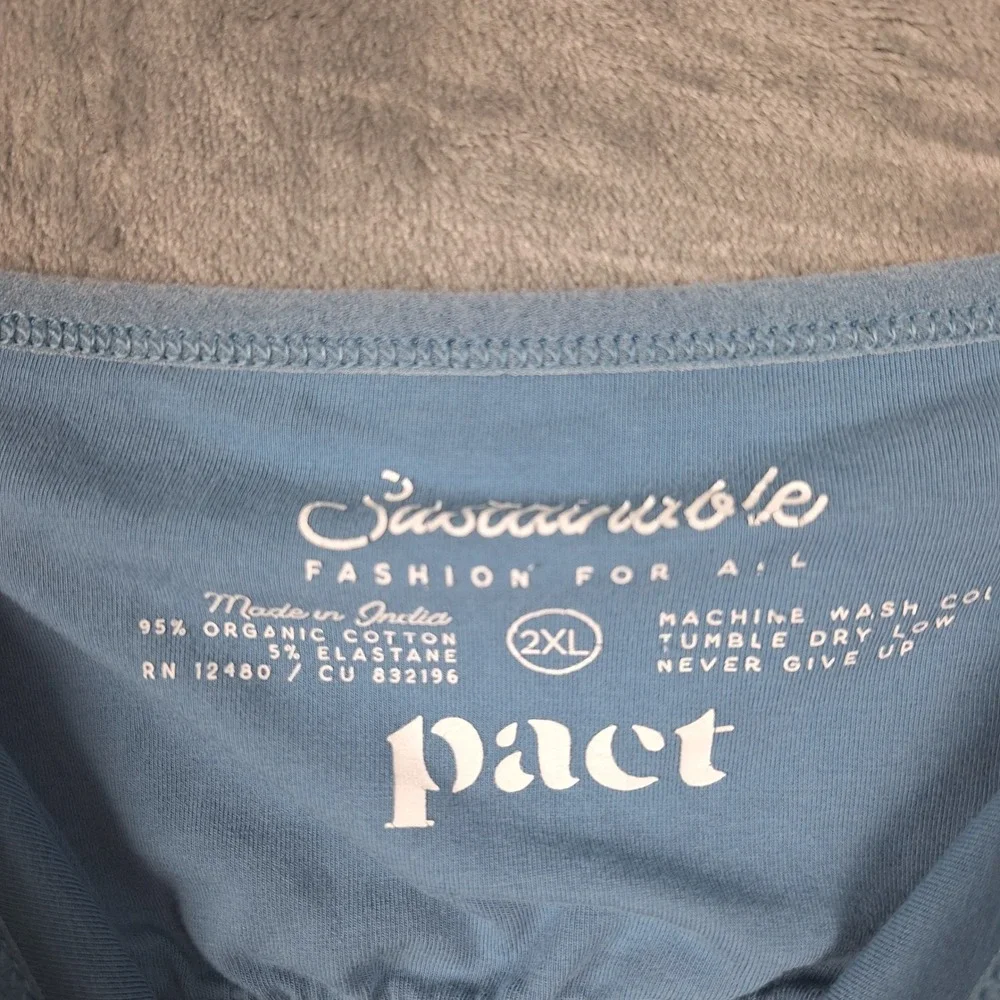 Sustainable
FASHION FOR A.L
Made in India
95% ORGANIC COTTON
5% ELASTANE
RN 12480 / CU 832196
2XL
MACHINE WASH COL
TUMBLE DRY LOW
NEVER GIVE UP
pact